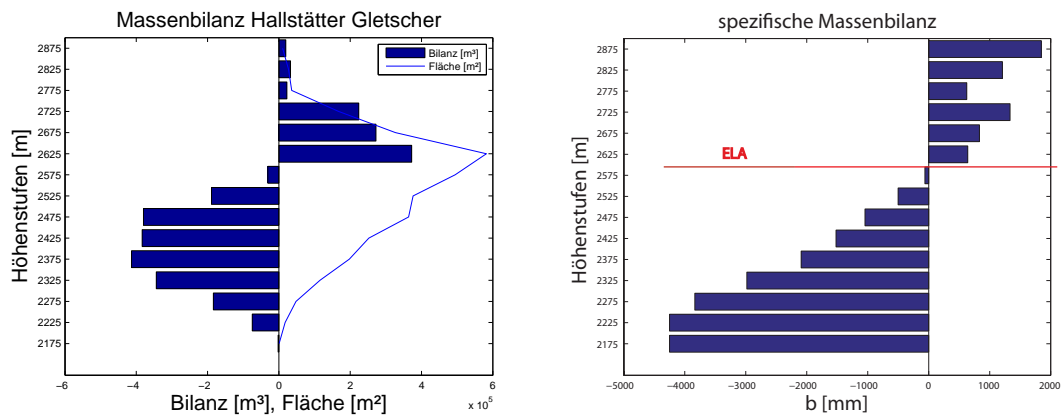 Massenbilanz Hallstätter Gletscher
Bilanz [m³]
Fläche [m²]
Höhenstufen [m]
2875
2825
2775
2725
2675
2625
2575
2525
2475
2425
2375
2325
2275
2225
2175
−6 −4 −2 0 2 4 6
x 10⁵
Bilanz [m³], Fläche [m²]
spezifische Massenbilanz
ELA
Höhenstufen [m]
2875
2825
2775
2725
2675
2625
2575
2525
2475
2425
2375
2325
2275
2225
2175
−5000 −4000 −3000 −2000 −1000 0 1000 2000
b [mm]